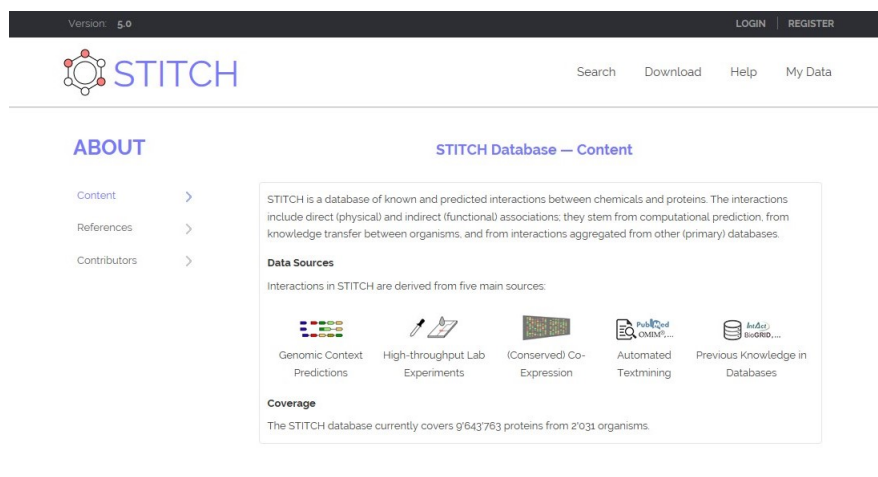 Version: 5.0
LOGIN | REGISTER
STITCH
Search Download Help My Data
ABOUT
Content
References
Contributors
STITCH Database — Content
STITCH is a database of known and predicted interactions between chemicals and proteins. The interactions
include direct (physical) and indirect (functional) associations; they stem from computational prediction, from
knowledge transfer between organisms, and from interactions aggregated from other (primary) databases.
Data Sources
Interactions in STITCH are derived from five main sources:
PubMed
OMIM®,...
IntAct
BioGRID,...
Genomic Context
Predictions
High-throughput Lab
Experiments
(Conserved) Co-
Expression
Automated
Textmining
Previous Knowledge in
Databases
Coverage
The STITCH database currently covers 9'643'763 proteins from 2'031 organisms.